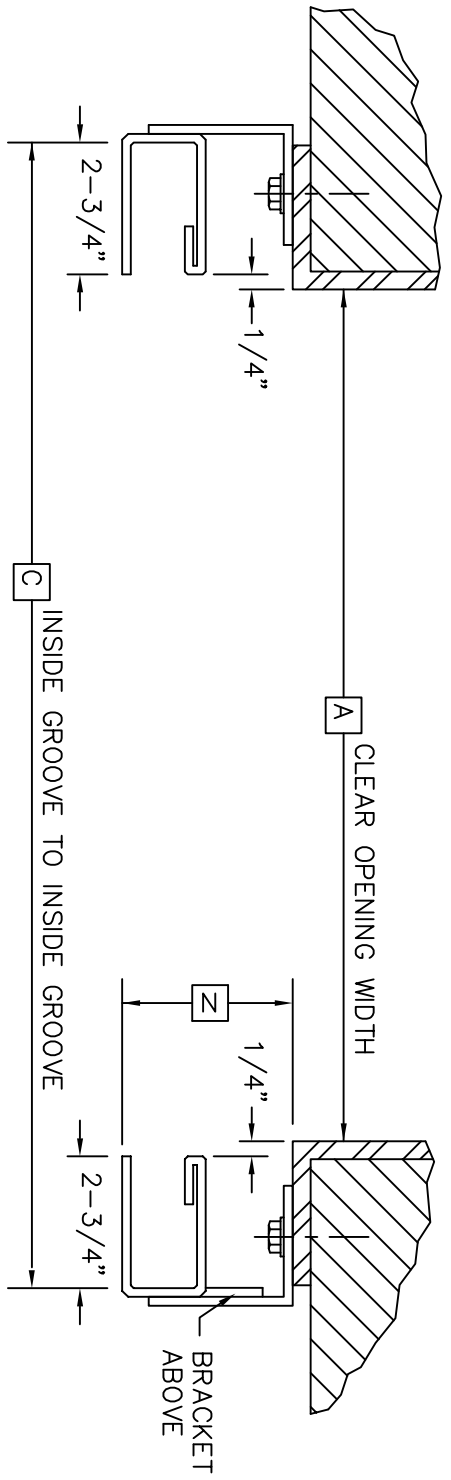 A CLEAR OPENING WIDTH
1/4"
1/4"
Z
2-3/4"
2-3/4"
BRACKET
ABOVE
C INSIDE GROOVE TO INSIDE GROOVE